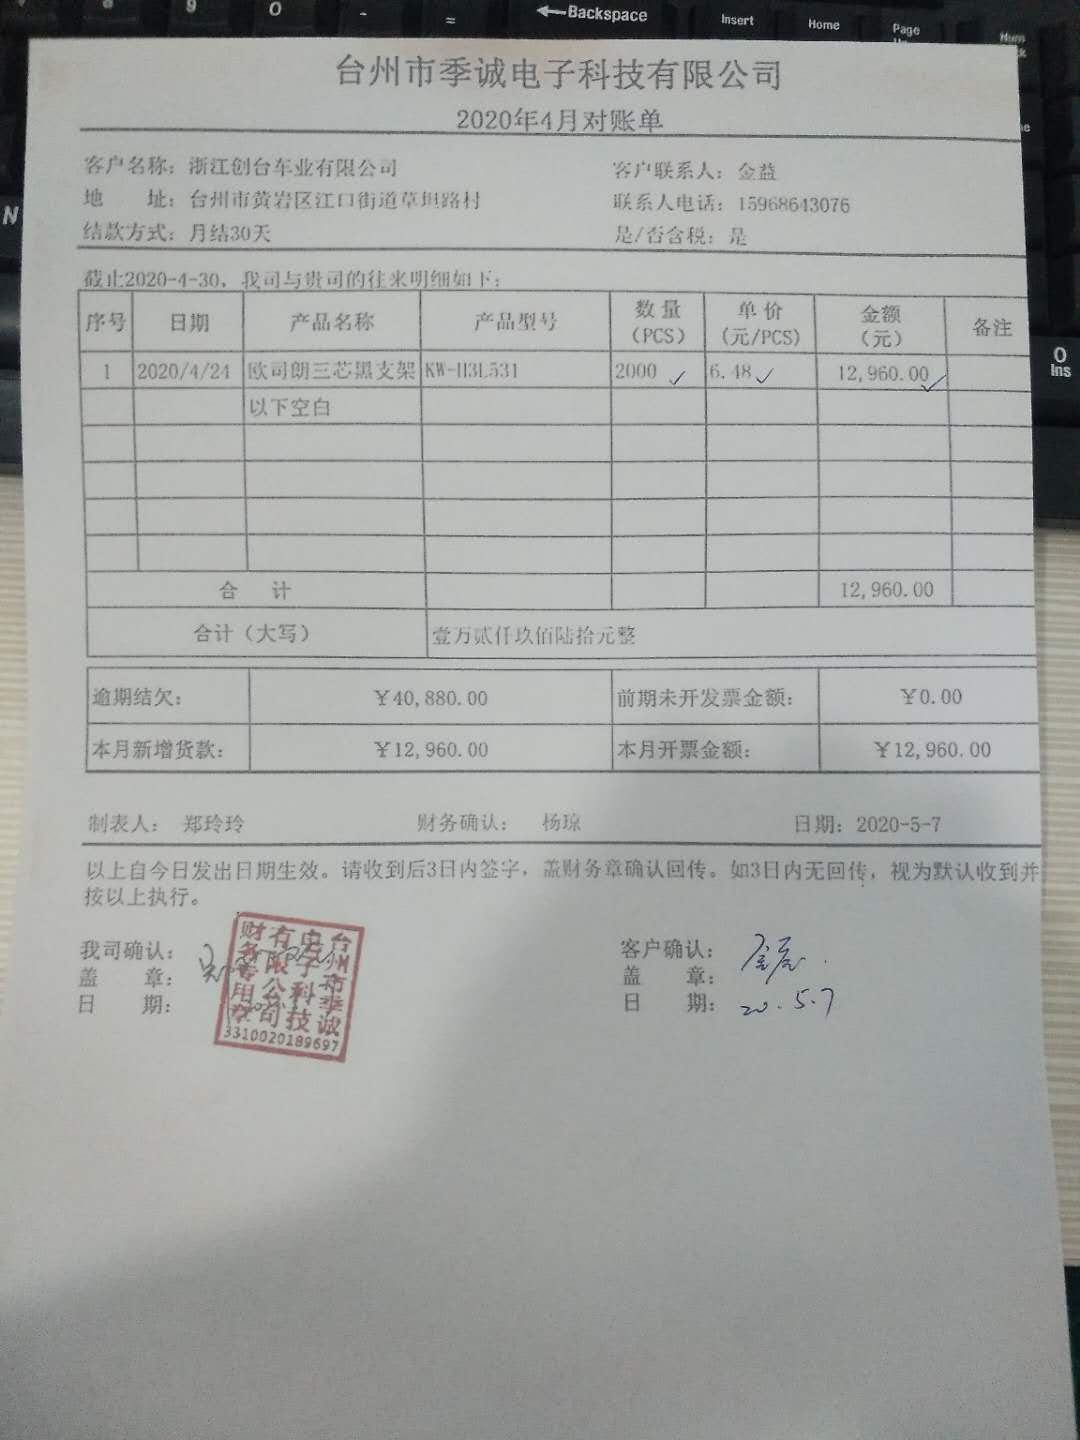 0
-
=
Backspace
Insert
Home
Page
N
0
Ins
台州市季诚电子科技有限公司
2020年4月对账单
客户名称：浙江创台车业有限公司 客户联系人：金益
地 址：台州市黄岩区江口街道草坦路村 联系人电话：15968643076
结款方式：月结30天 是/否含税：是
截止2020-4-30，我司与贵司的往来明细如下：
序号 日期 产品名称 产品型号 数量（PCS） 单价（元/PCS） 金额（元） 备注
1 2020/4/24 欧司朗三芯黑支架 KW-H3L531 2000 6.48 12,960.00
以下空白
合 计 12,960.00
合计（大写） 壹万贰仟玖佰陆拾元整
逾期结欠： ￥40,880.00 前期未开发票金额： ￥0.00
本月新增货款： ￥12,960.00 本月开票金额： ￥12,960.00
制表人： 郑玲玲 财务确认： 杨琼 日期：2020-5-7
以上自今日发出日期生效。请收到后3日内签字，盖财务章确认回传。如3日内无回传，视为默认收到并
按以上执行。
我司确认： 客户确认：
盖 章： 盖 章：
日 期： 日 期：20.5.7
台州市季诚电子科技有限公司财务专用章
3310020189697